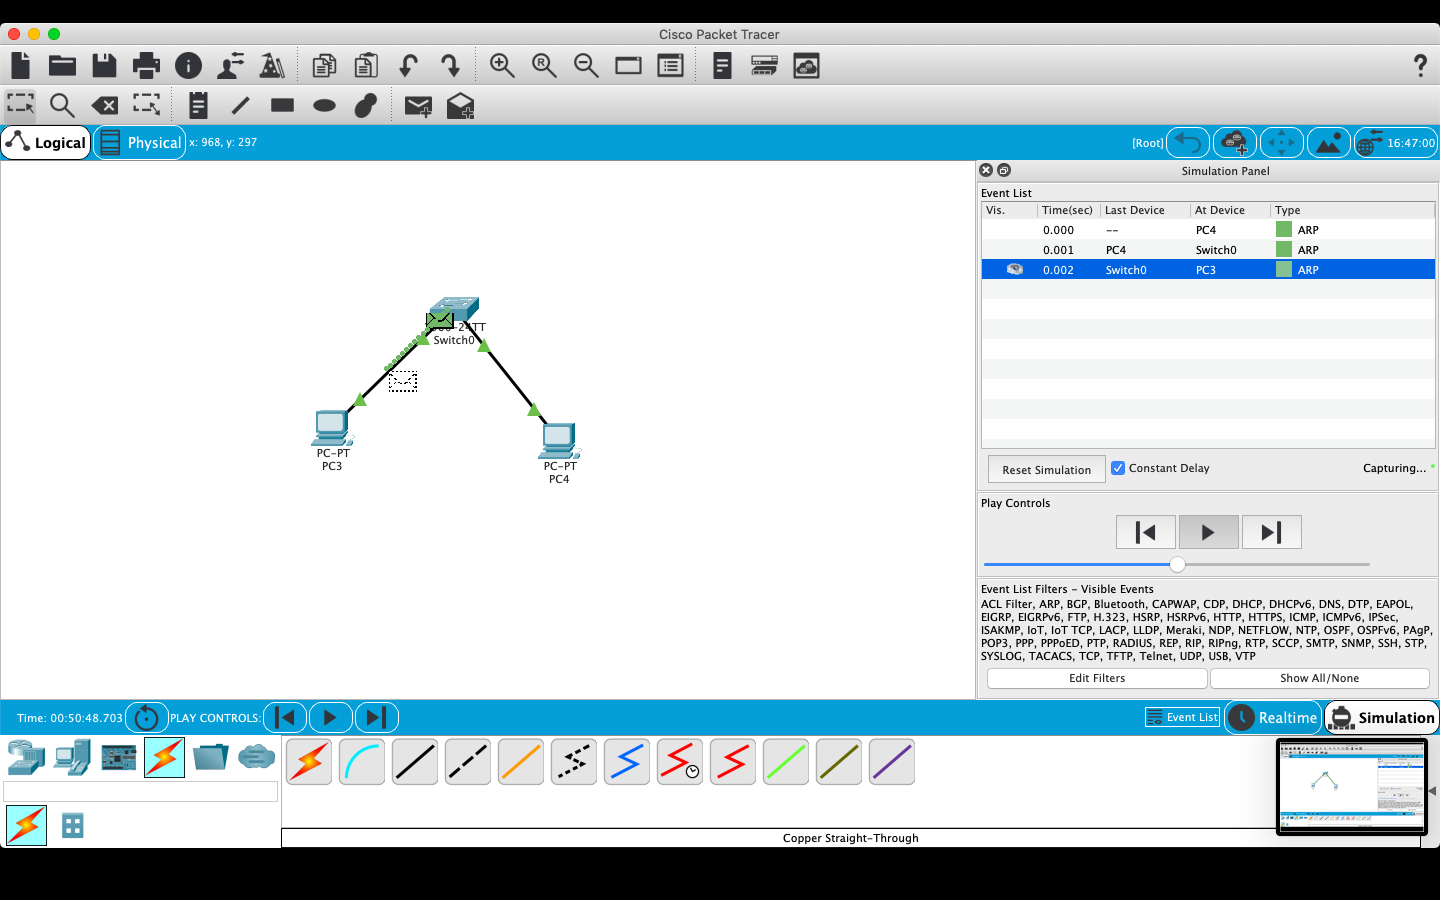 Cisco Packet Tracer
Logical
Physical
x: 968, y: 297
[Root]
16:47:00
Simulation Panel
Event List
Vis. Time(sec) Last Device At Device Type
0.000 -- PC4 ARP
0.001 PC4 Switch0 ARP
0.002 Switch0 PC3 ARP
-24TT
Switch0
PC-PT
PC3
PC-PT
PC4
Reset Simulation
Constant Delay
Capturing... *
Play Controls
Event List Filters - Visible Events
ACL Filter, ARP, BGP, Bluetooth, CAPWAP, CDP, DHCP, DHCPv6, DNS, DTP, EAPOL,
EIGRP, EIGRPv6, FTP, H.323, HSRP, HSRPv6, HTTP, HTTPS, ICMP, ICMPv6, IPSec,
ISAKMP, IoT, IoT TCP, LACP, LLDP, Meraki, NDP, NETFLOW, NTP, OSPF, OSPFv6, PAgP,
POP3, PPP, PPPoED, PTP, RADIUS, REP, RIP, RIPng, RTP, SCCP, SMTP, SNMP, SSH, STP,
SYSLOG, TACACS, TCP, TFTP, Telnet, UDP, USB, VTP
Edit Filters
Show All/None
Time: 00:50:48.703
PLAY CONTROLS:
Event List
Realtime
Simulation
Copper Straight-Through